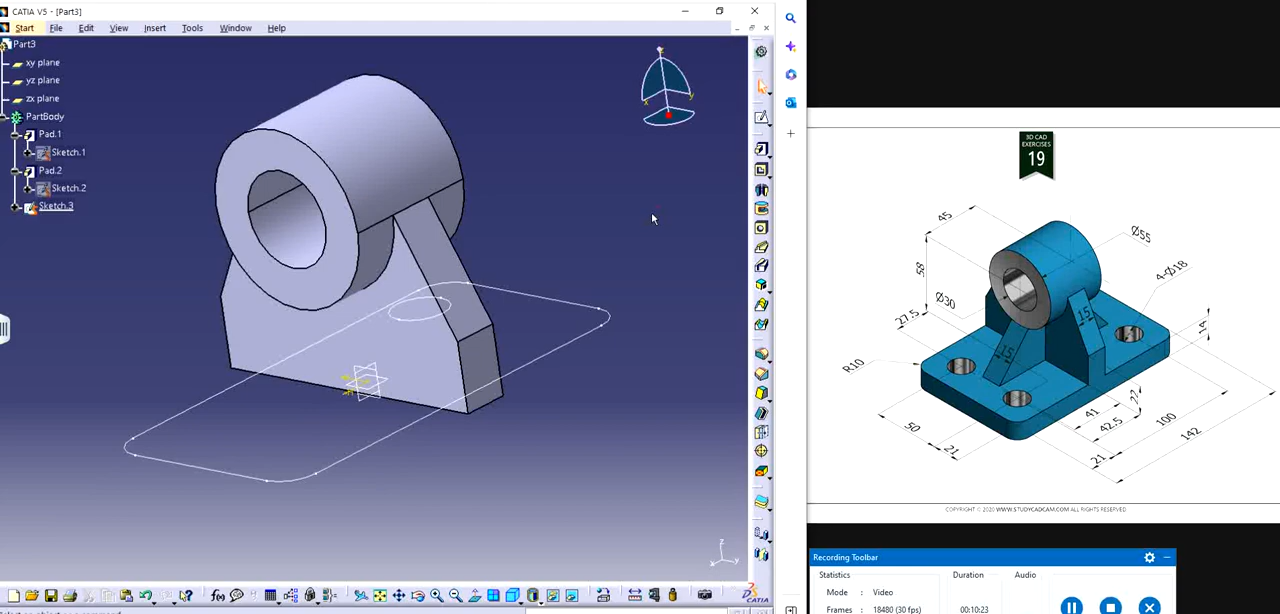 CATIA V5 - [Part3]
Start File Edit View Insert Tools Window Help
Part3
xy plane
yz plane
zx plane
PartBody
Pad.1
Sketch.1
Pad.2
Sketch.2
Sketch.3
z
y
x
z
y
x
CATIA
3D CAD
EXERCISES
19
45
Ø55
58
4-Ø18
Ø30
27.5
15
14
15
R10
27
41
42.5
100
50
21
142
21
COPYRIGHT © 2020 WWW.STUDYCADCAM.COM ALL RIGHTS RESERVED
Recording Toolbar
Statistics Duration Audio
Mode: Video
Frames: 18480 (30 fps) 00:10:23